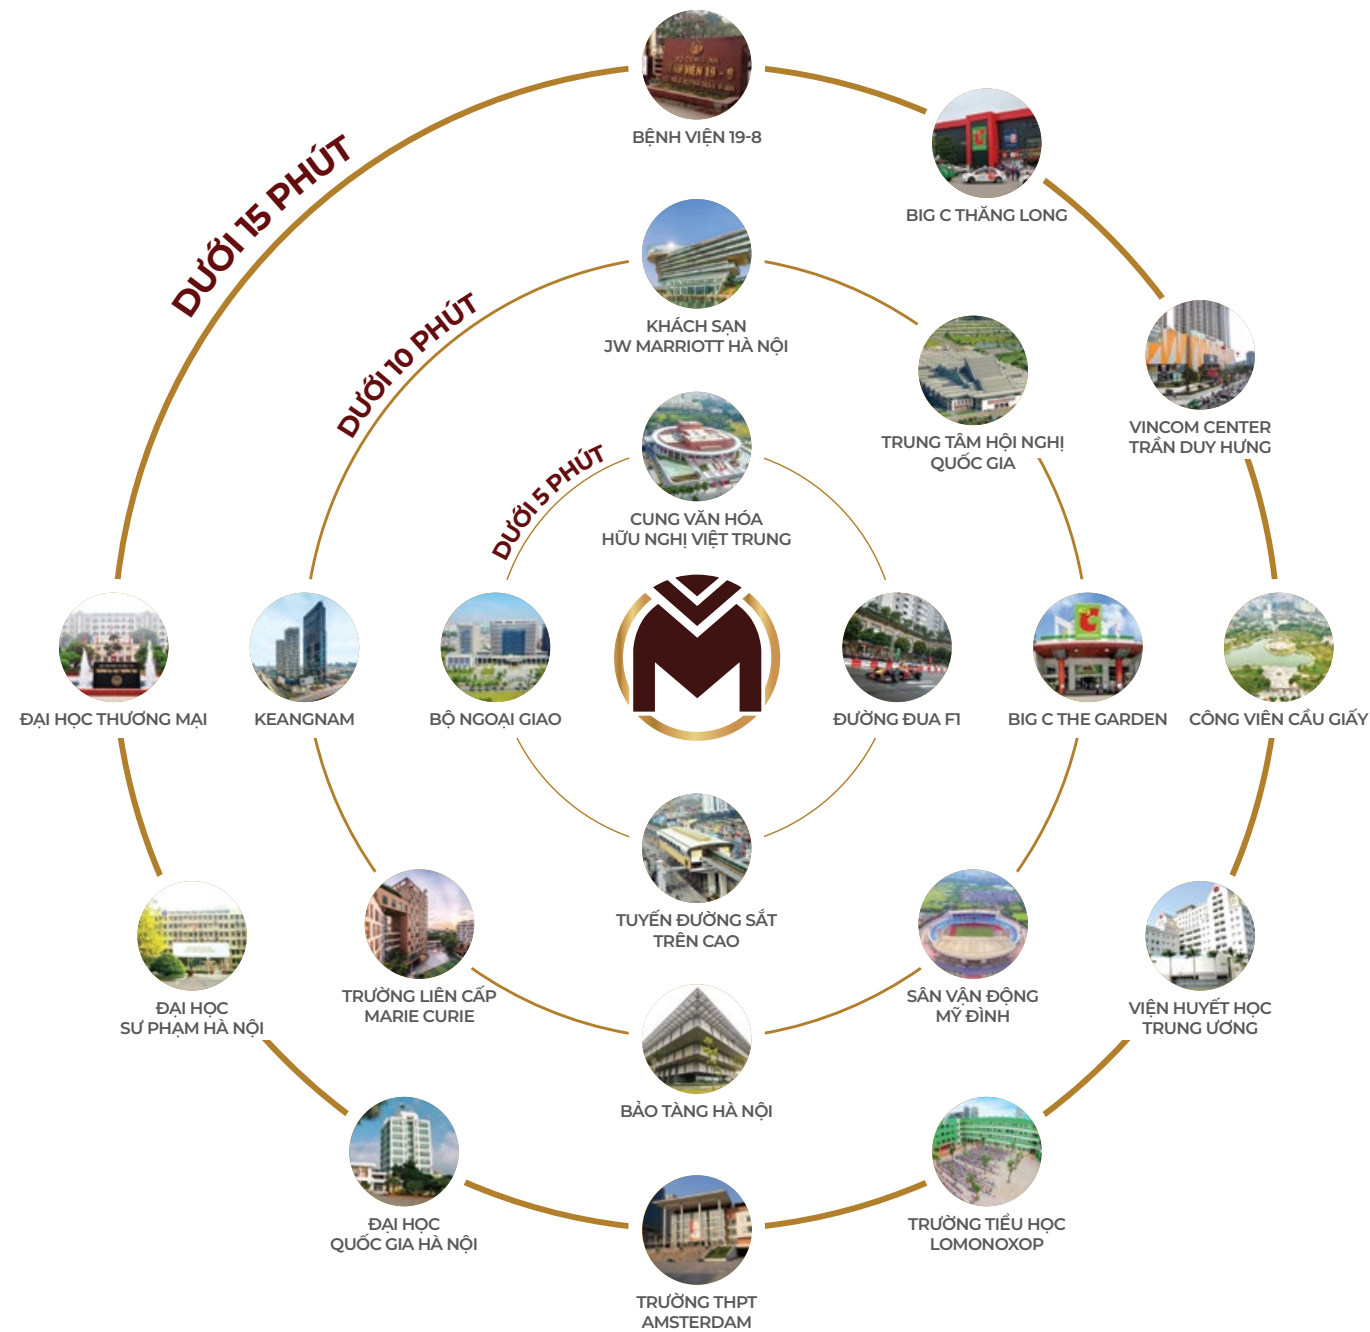 BỆNH VIỆN 19-8
BIG C THĂNG LONG
DƯỚI 15 PHÚT
DƯỚI 10 PHÚT
KHÁCH SẠN
JW MARRIOTT HÀ NỘI
TRUNG TÂM HỘI NGHỊ
QUỐC GIA
VINCOM CENTER
TRẦN DUY HƯNG
DƯỚI 5 PHÚT
CUNG VĂN HÓA
HỮU NGHỊ VIỆT TRUNG
ĐẠI HỌC THƯƠNG MẠI
KEANGNAM
BỘ NGOẠI GIAO
ĐƯỜNG ĐUA F1
BIG C THE GARDEN
CÔNG VIÊN CẦU GIẤY
TUYẾN ĐƯỜNG SẮT
TRÊN CAO
ĐẠI HỌC
SƯ PHẠM HÀ NỘI
TRƯỜNG LIÊN CẤP
MARIE CURIE
SÂN VẬN ĐỘNG
MỸ ĐÌNH
VIỆN HUYẾT HỌC
TRUNG ƯƠNG
BẢO TÀNG HÀ NỘI
ĐẠI HỌC
QUỐC GIA HÀ NỘI
TRƯỜNG TIỂU HỌC
LOMONOXOP
TRƯỜNG THPT
AMSTERDAM